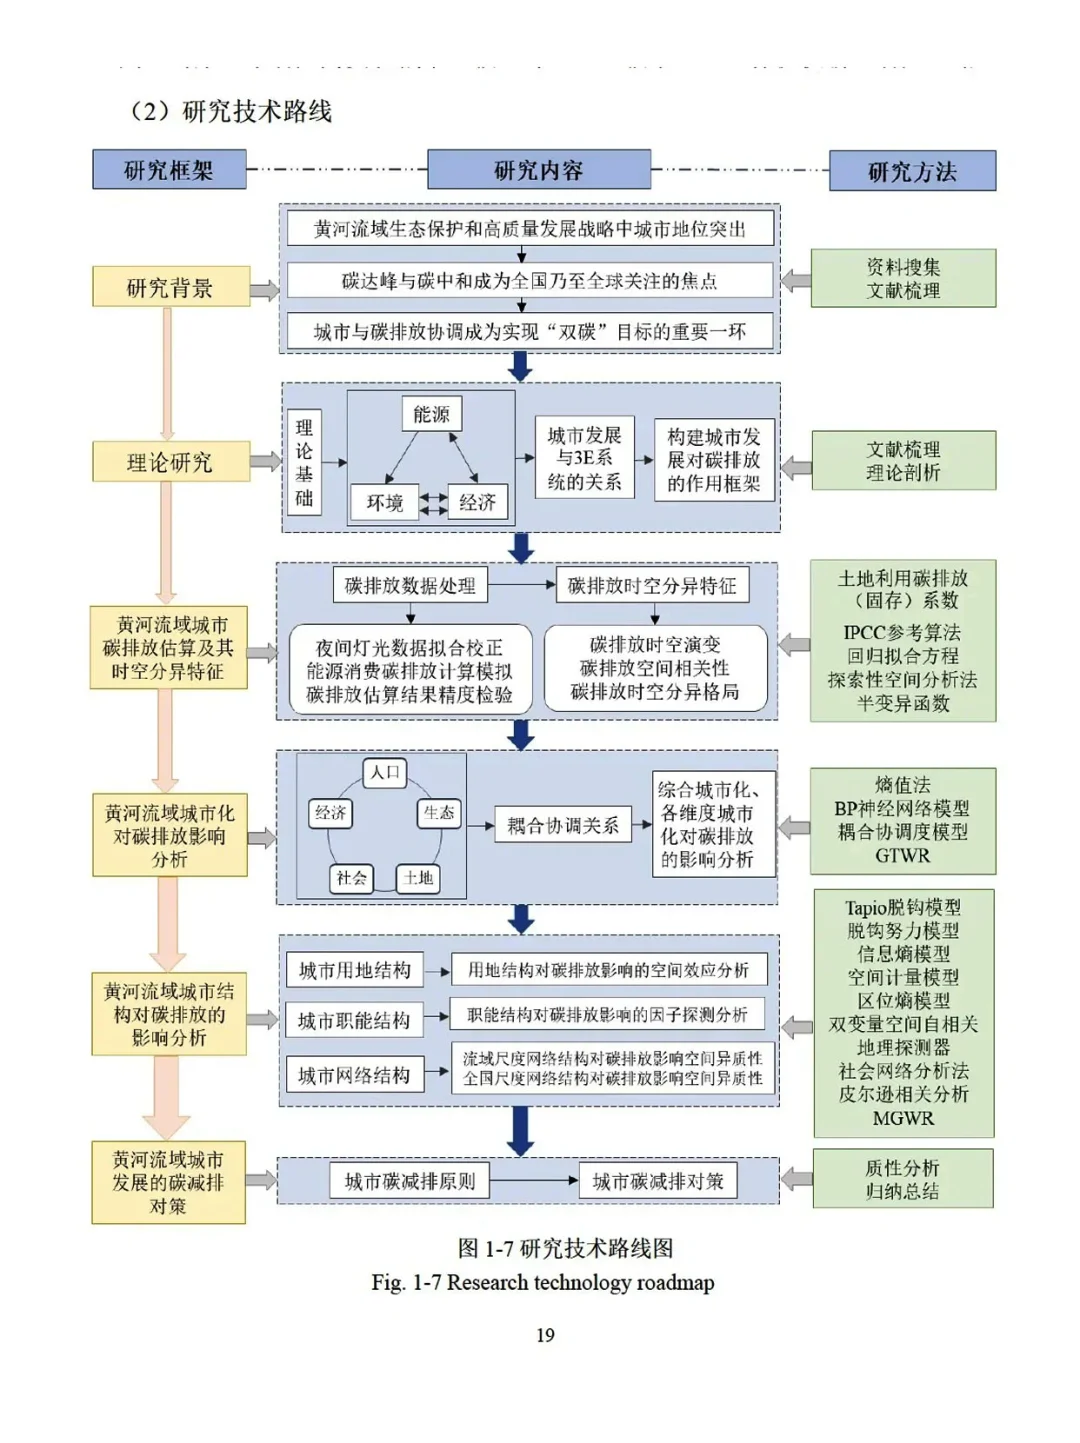 （2）研究技术路线
研究框架
研究内容
研究方法
研究背景
黄河流域生态保护和高质量发展战略中城市地位突出
碳达峰与碳中和成为全国乃至全球关注的焦点
城市与碳排放协调成为实现“双碳”目标的重要一环
资料搜集
文献梳理
理论研究
理
论
基
础
能源
环境
经济
城市发展
与3E系
统的关系
构建城市发
展对碳排放
的作用框架
文献梳理
理论剖析
黄河流域城市
碳排放估算及其
时空分异特征
碳排放数据处理
碳排放时空分异特征
夜间灯光数据拟合校正
能源消费碳排放计算模拟
碳排放估算结果精度检验
碳排放时空演变
碳排放空间相关性
碳排放时空分异格局
土地利用碳排放
（固存）系数
IPCC参考算法
回归拟合方程
探索性空间分析法
半变异函数
黄河流域城市化
对碳排放影响
分析
人口
经济
生态
社会
土地
耦合协调关系
综合城市化、
各维度城市
化对碳排放
的影响分析
熵值法
BP神经网络模型
耦合协调度模型
GTWR
黄河流域城市结
构对碳排放的
影响分析
城市用地结构
用地结构对碳排放影响的空间效应分析
城市职能结构
职能结构对碳排放影响的因子探测分析
城市网络结构
流域尺度网络结构对碳排放影响空间异质性
全国尺度网络结构对碳排放影响空间异质性
Tapio脱钩模型
脱钩努力模型
信息熵模型
空间计量模型
区位熵模型
双变量空间自相关
地理探测器
社会网络分析法
皮尔逊相关分析
MGWR
黄河流域城市
发展的碳减排
对策
城市碳减排原则
城市碳减排对策
质性分析
归纳总结
图 1-7 研究技术路线图
Fig. 1-7 Research technology roadmap
19